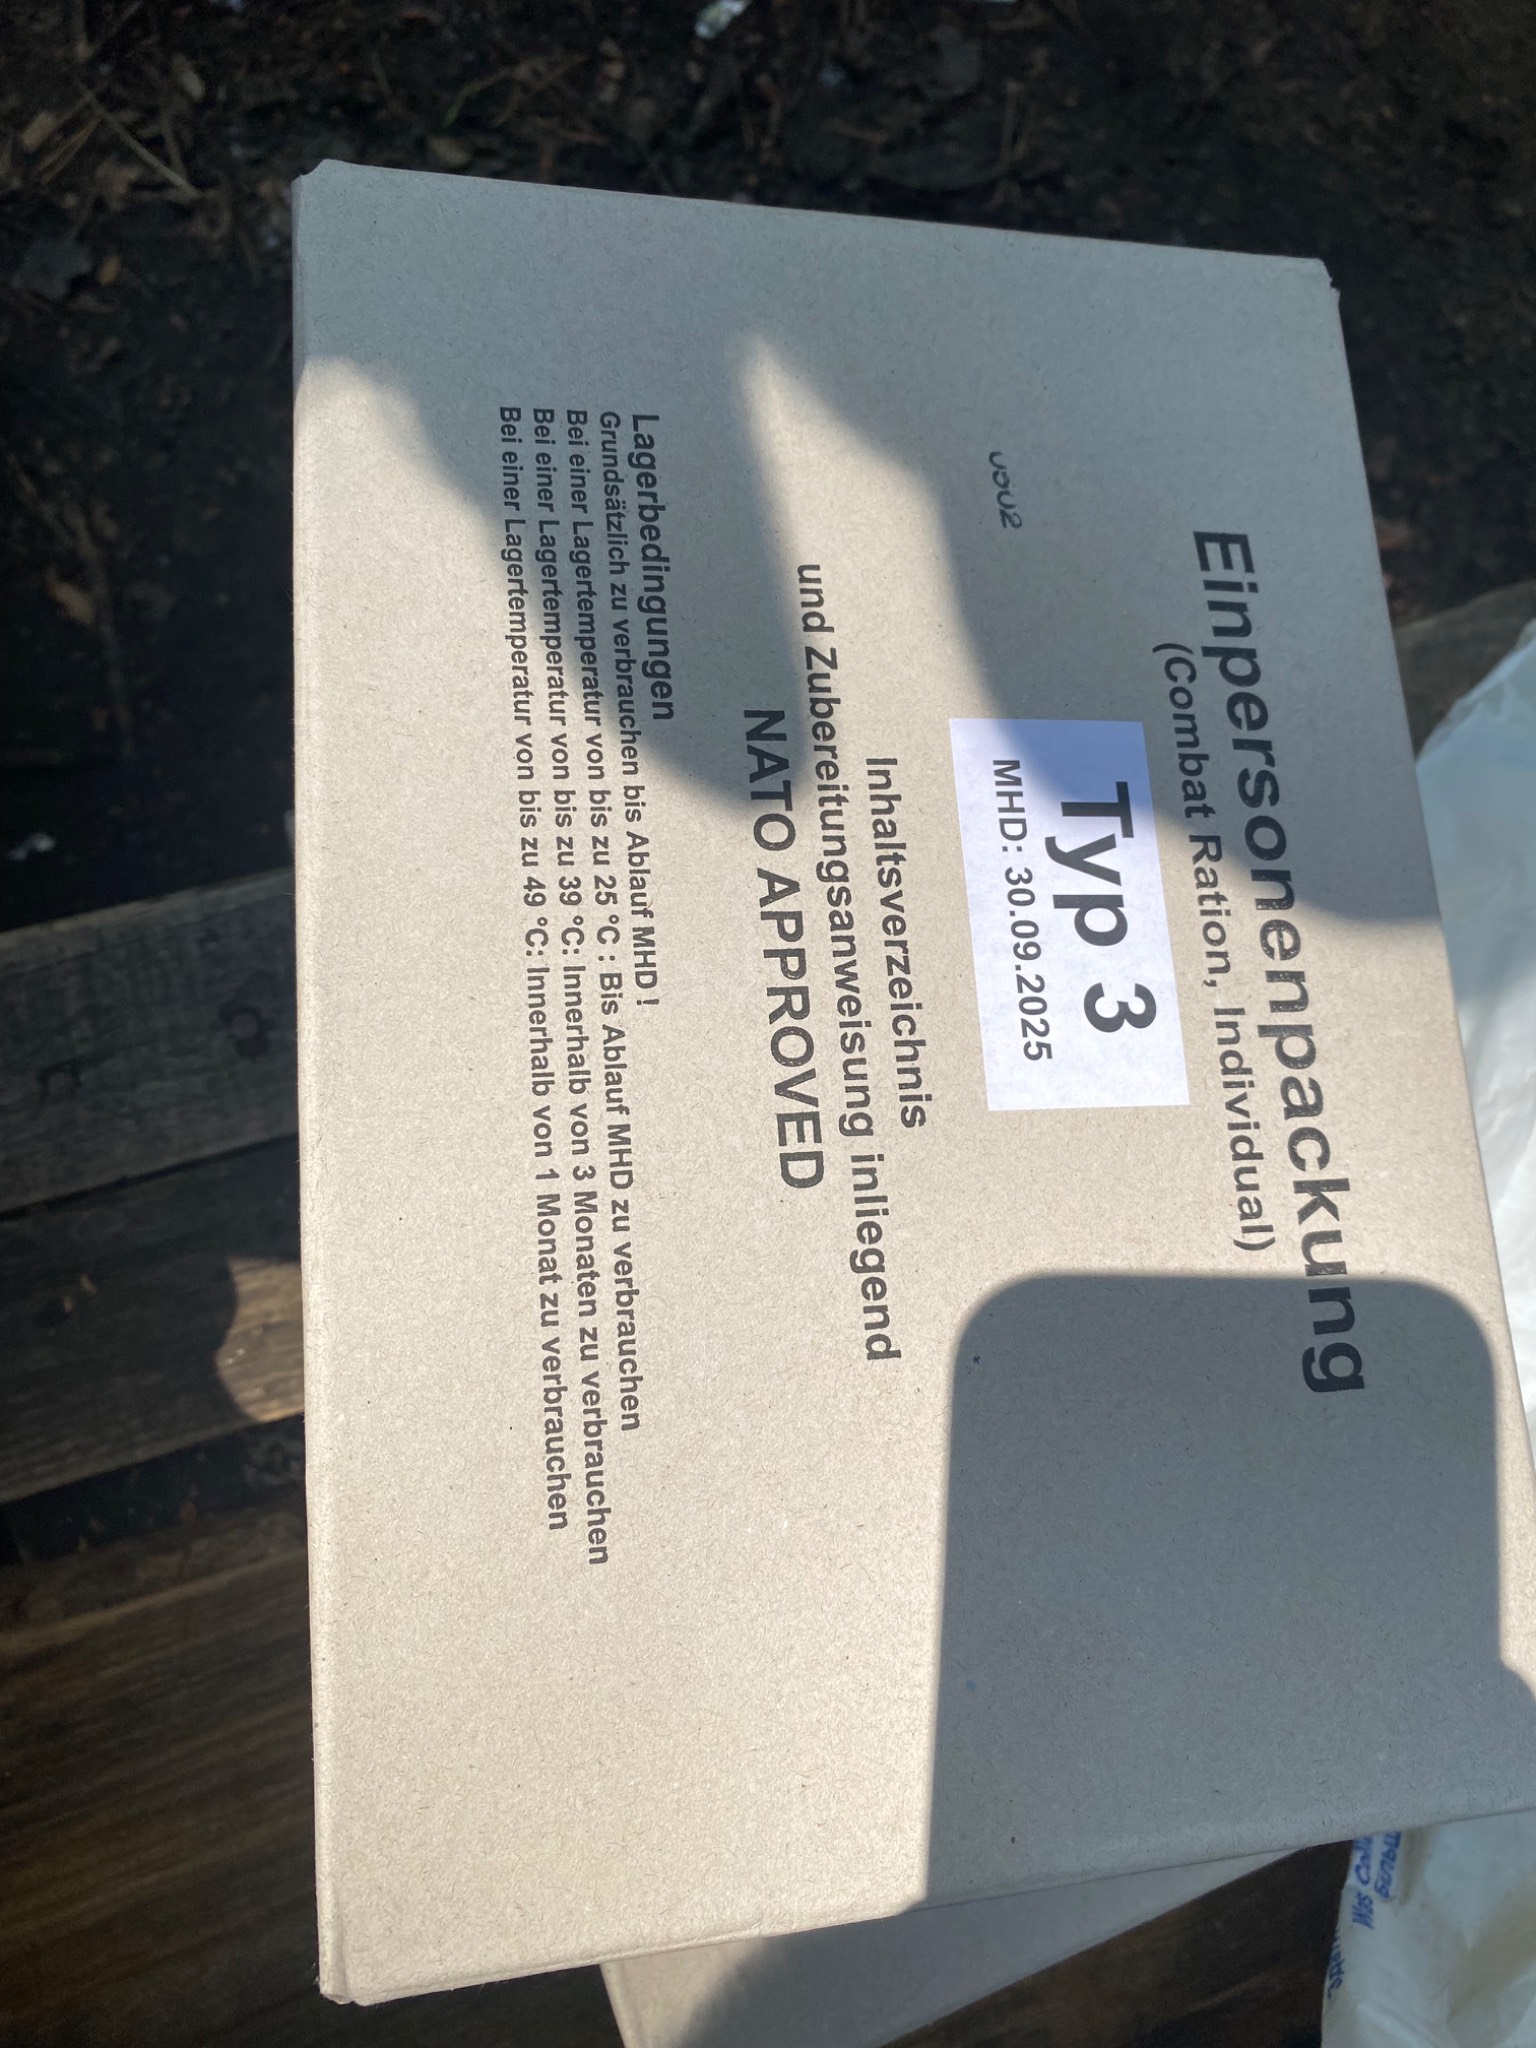 Einpersonenpackung
(Combat Ration, Individual)
Typ 3
MHD: 30.09.2025
Inhaltsverzeichnis
und Zubereitungsanweisung inliegend
NATO APPROVED
Lagerbedingungen
Grundsätzlich zu verbrauchen bis Ablauf MHD !
Bei einer Lagertemperatur von bis zu 25 °C : Bis Ablauf MHD zu verbrauchen
Bei einer Lagertemperatur von bis zu 39 °C: Innerhalb von 3 Monaten zu verbrauchen
Bei einer Lagertemperatur von bis zu 49 °C: Innerhalb von 1 Monat zu verbrauchen